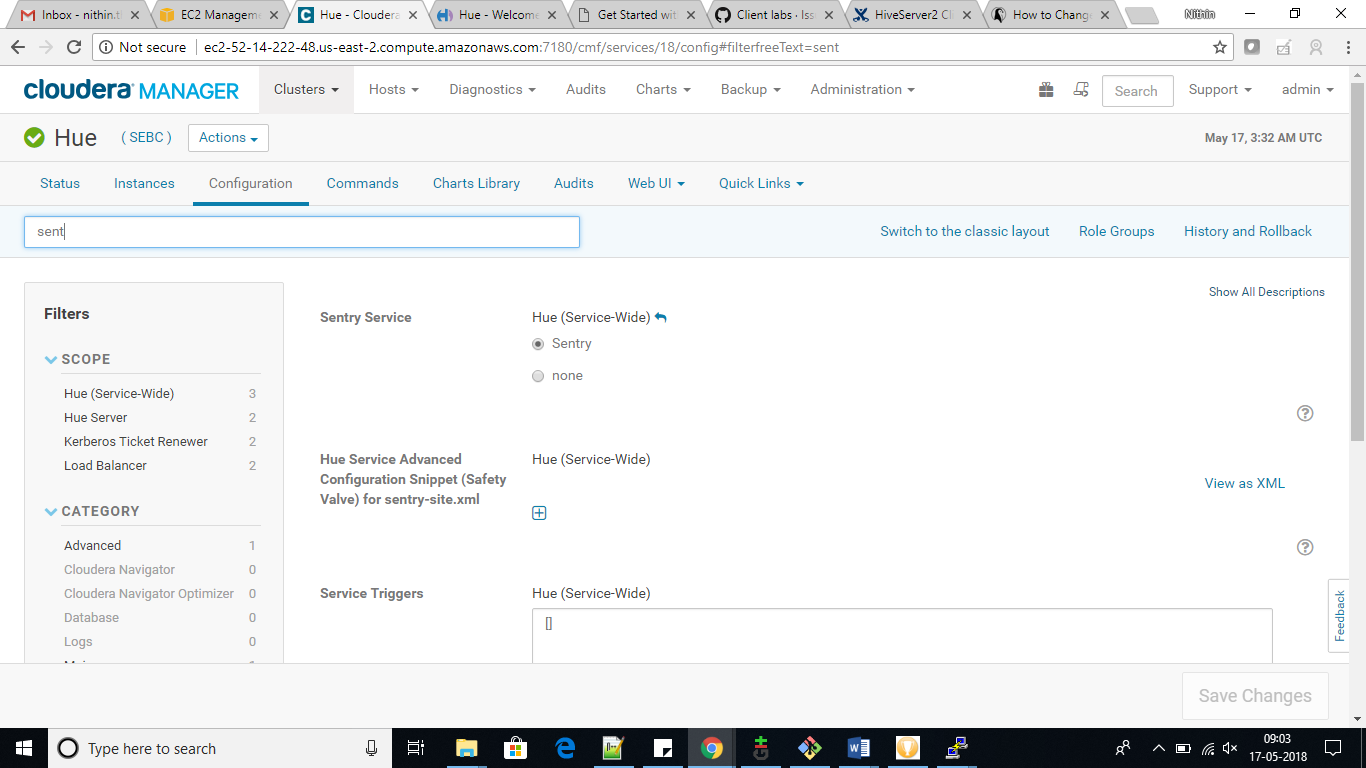 Inbox - nithin.t
EC2 Managem
Hue - Cloudera
Hue - Welcome
Get Started wit
Client labs · Iss
HiveServer2 Cl
How to Chang
Nithin
Not secure
ec2-52-14-222-48.us-east-2.compute.amazonaws.com:7180/cmf/services/18/config#filterfreeText=sent
cloudera MANAGER
Clusters
Hosts
Diagnostics
Audits
Charts
Backup
Administration
Search
Support
admin
Hue
( SEBC )
Actions
May 17, 3:32 AM UTC
Status
Instances
Configuration
Commands
Charts Library
Audits
Web UI
Quick Links
sent
Switch to the classic layout
Role Groups
History and Rollback
Show All Descriptions
Filters
SCOPE
Hue (Service-Wide) 3
Hue Server 2
Kerberos Ticket Renewer 2
Load Balancer 2
CATEGORY
Advanced 1
Cloudera Navigator 0
Cloudera Navigator Optimizer 0
Database 0
Logs 0
Sentry Service
Hue (Service-Wide)
Sentry
none
Hue Service Advanced
Configuration Snippet (Safety
Valve) for sentry-site.xml
Hue (Service-Wide)
View as XML
Service Triggers
Hue (Service-Wide)
[]
Feedback
Save Changes
Type here to search
09:03
17-05-2018